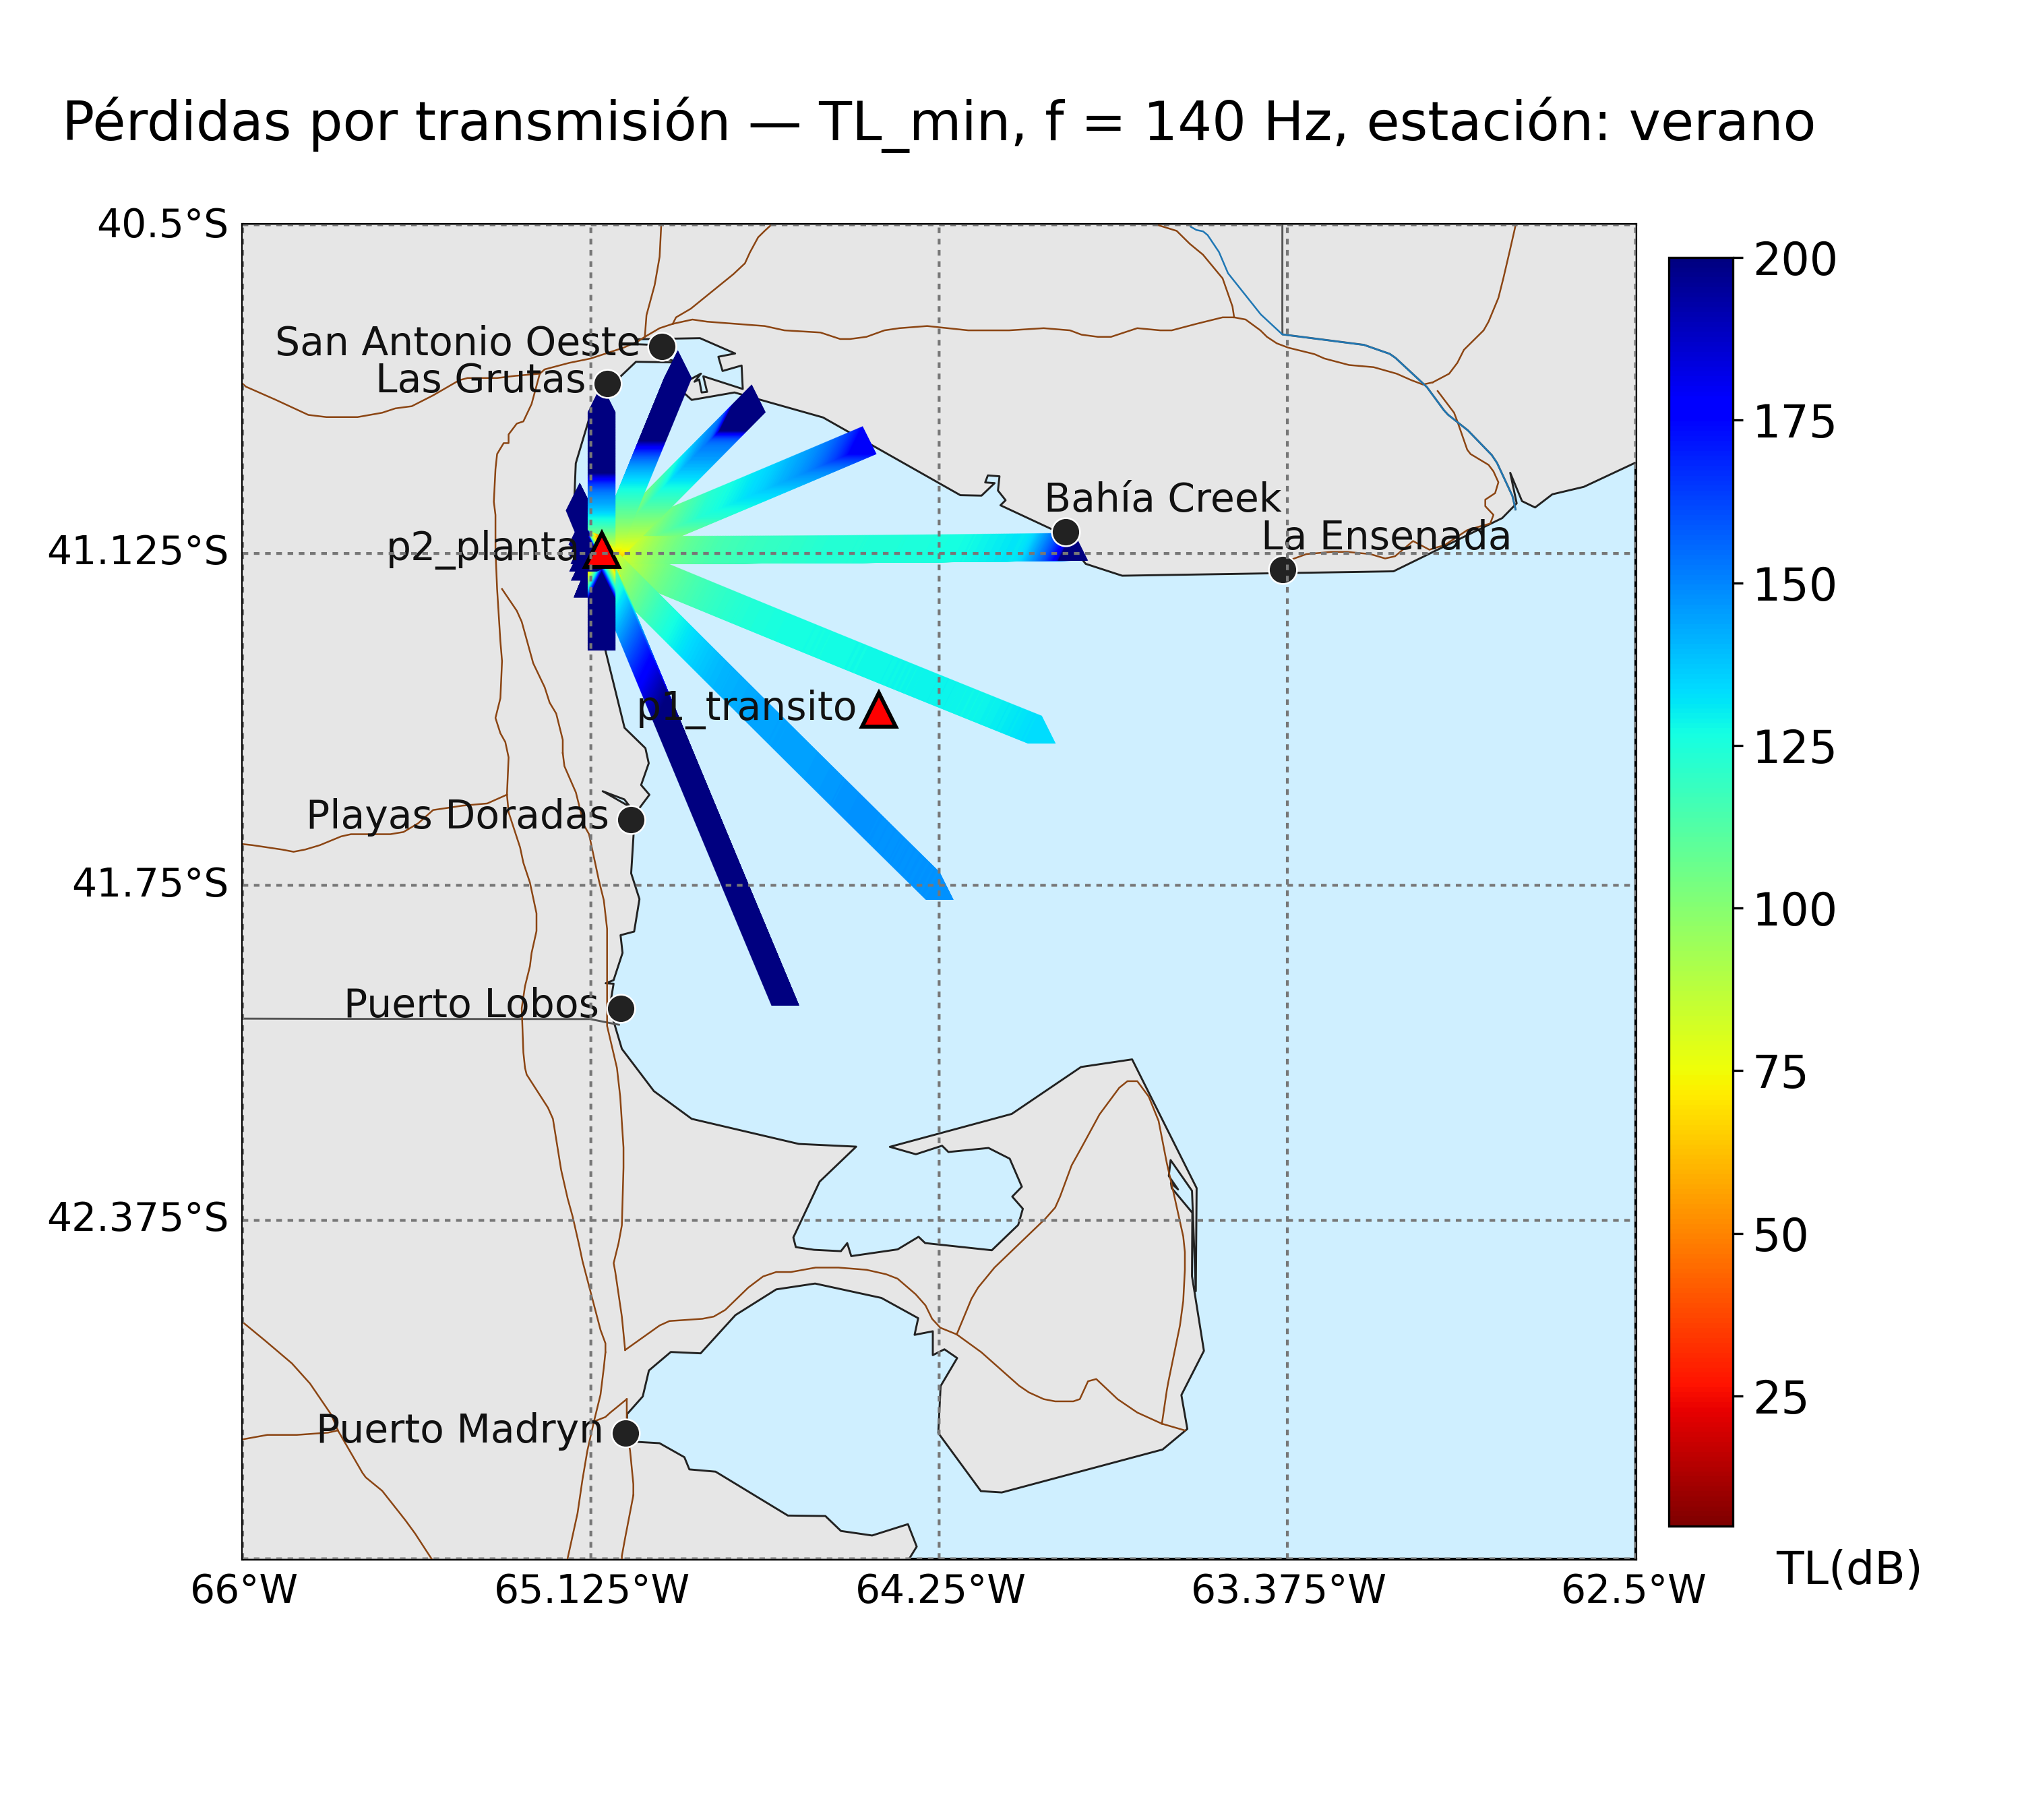 Pérdidas por transmisión — TL_min, f = 140 Hz, estación: verano
40.5°S
200
San Antonio Oeste
Las Grutas
175
Bahía Creek
La Ensenada
p2_planta
41.125°S
150
p1_transito
125
Playas Doradas
41.75°S
100
Puerto Lobos
75
42.375°S
50
25
Puerto Madryn
TL(dB)
66°W
65.125°W
64.25°W
63.375°W
62.5°W